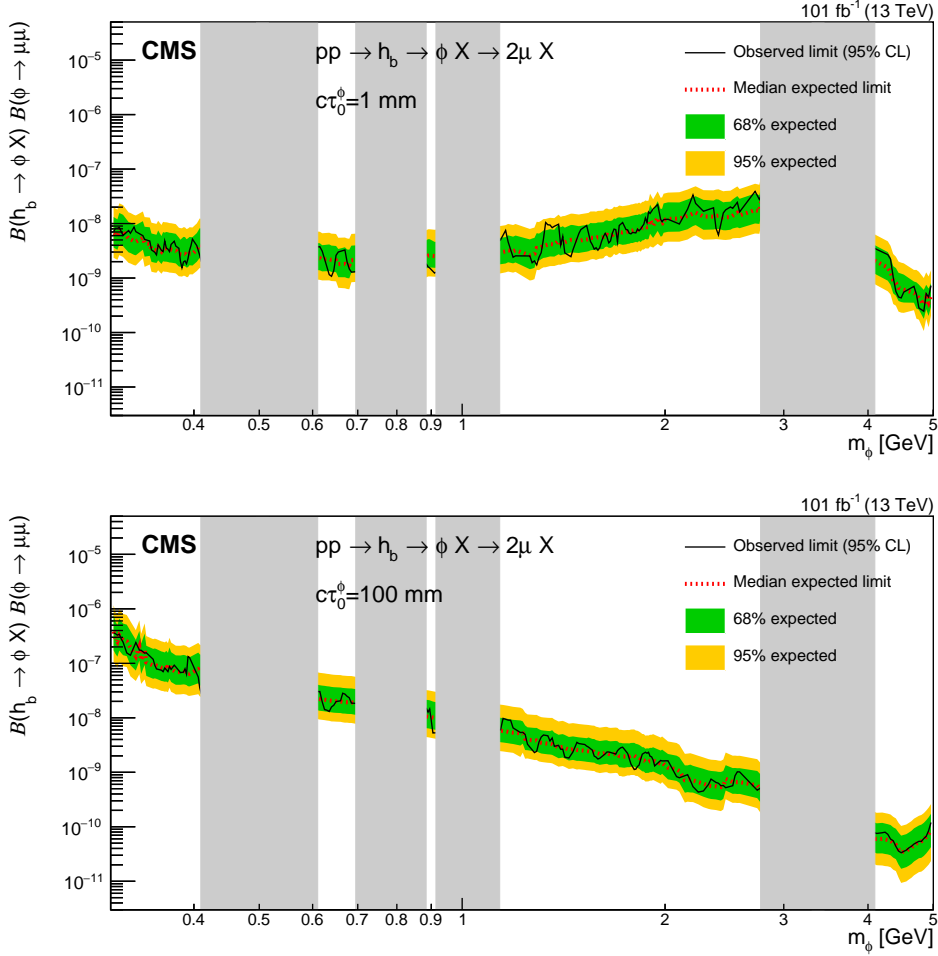 101 fb⁻¹ (13 TeV)
CMS
pp → h_b → ϕ X → 2μ X
cτ₀^ϕ=1 mm
Observed limit (95% CL)
Median expected limit
68% expected
95% expected
B(h_b → ϕ X) B(ϕ → μμ)
10⁻⁵
10⁻⁶
10⁻⁷
10⁻⁸
10⁻⁹
10⁻¹⁰
10⁻¹¹
0.4 0.5 0.6 0.7 0.8 0.9 1 2 3 4 5
m_ϕ [GeV]
101 fb⁻¹ (13 TeV)
CMS
pp → h_b → ϕ X → 2μ X
cτ₀^ϕ=100 mm
Observed limit (95% CL)
Median expected limit
68% expected
95% expected
B(h_b → ϕ X) B(ϕ → μμ)
10⁻⁵
10⁻⁶
10⁻⁷
10⁻⁸
10⁻⁹
10⁻¹⁰
10⁻¹¹
0.4 0.5 0.6 0.7 0.8 0.9 1 2 3 4 5
m_ϕ [GeV]